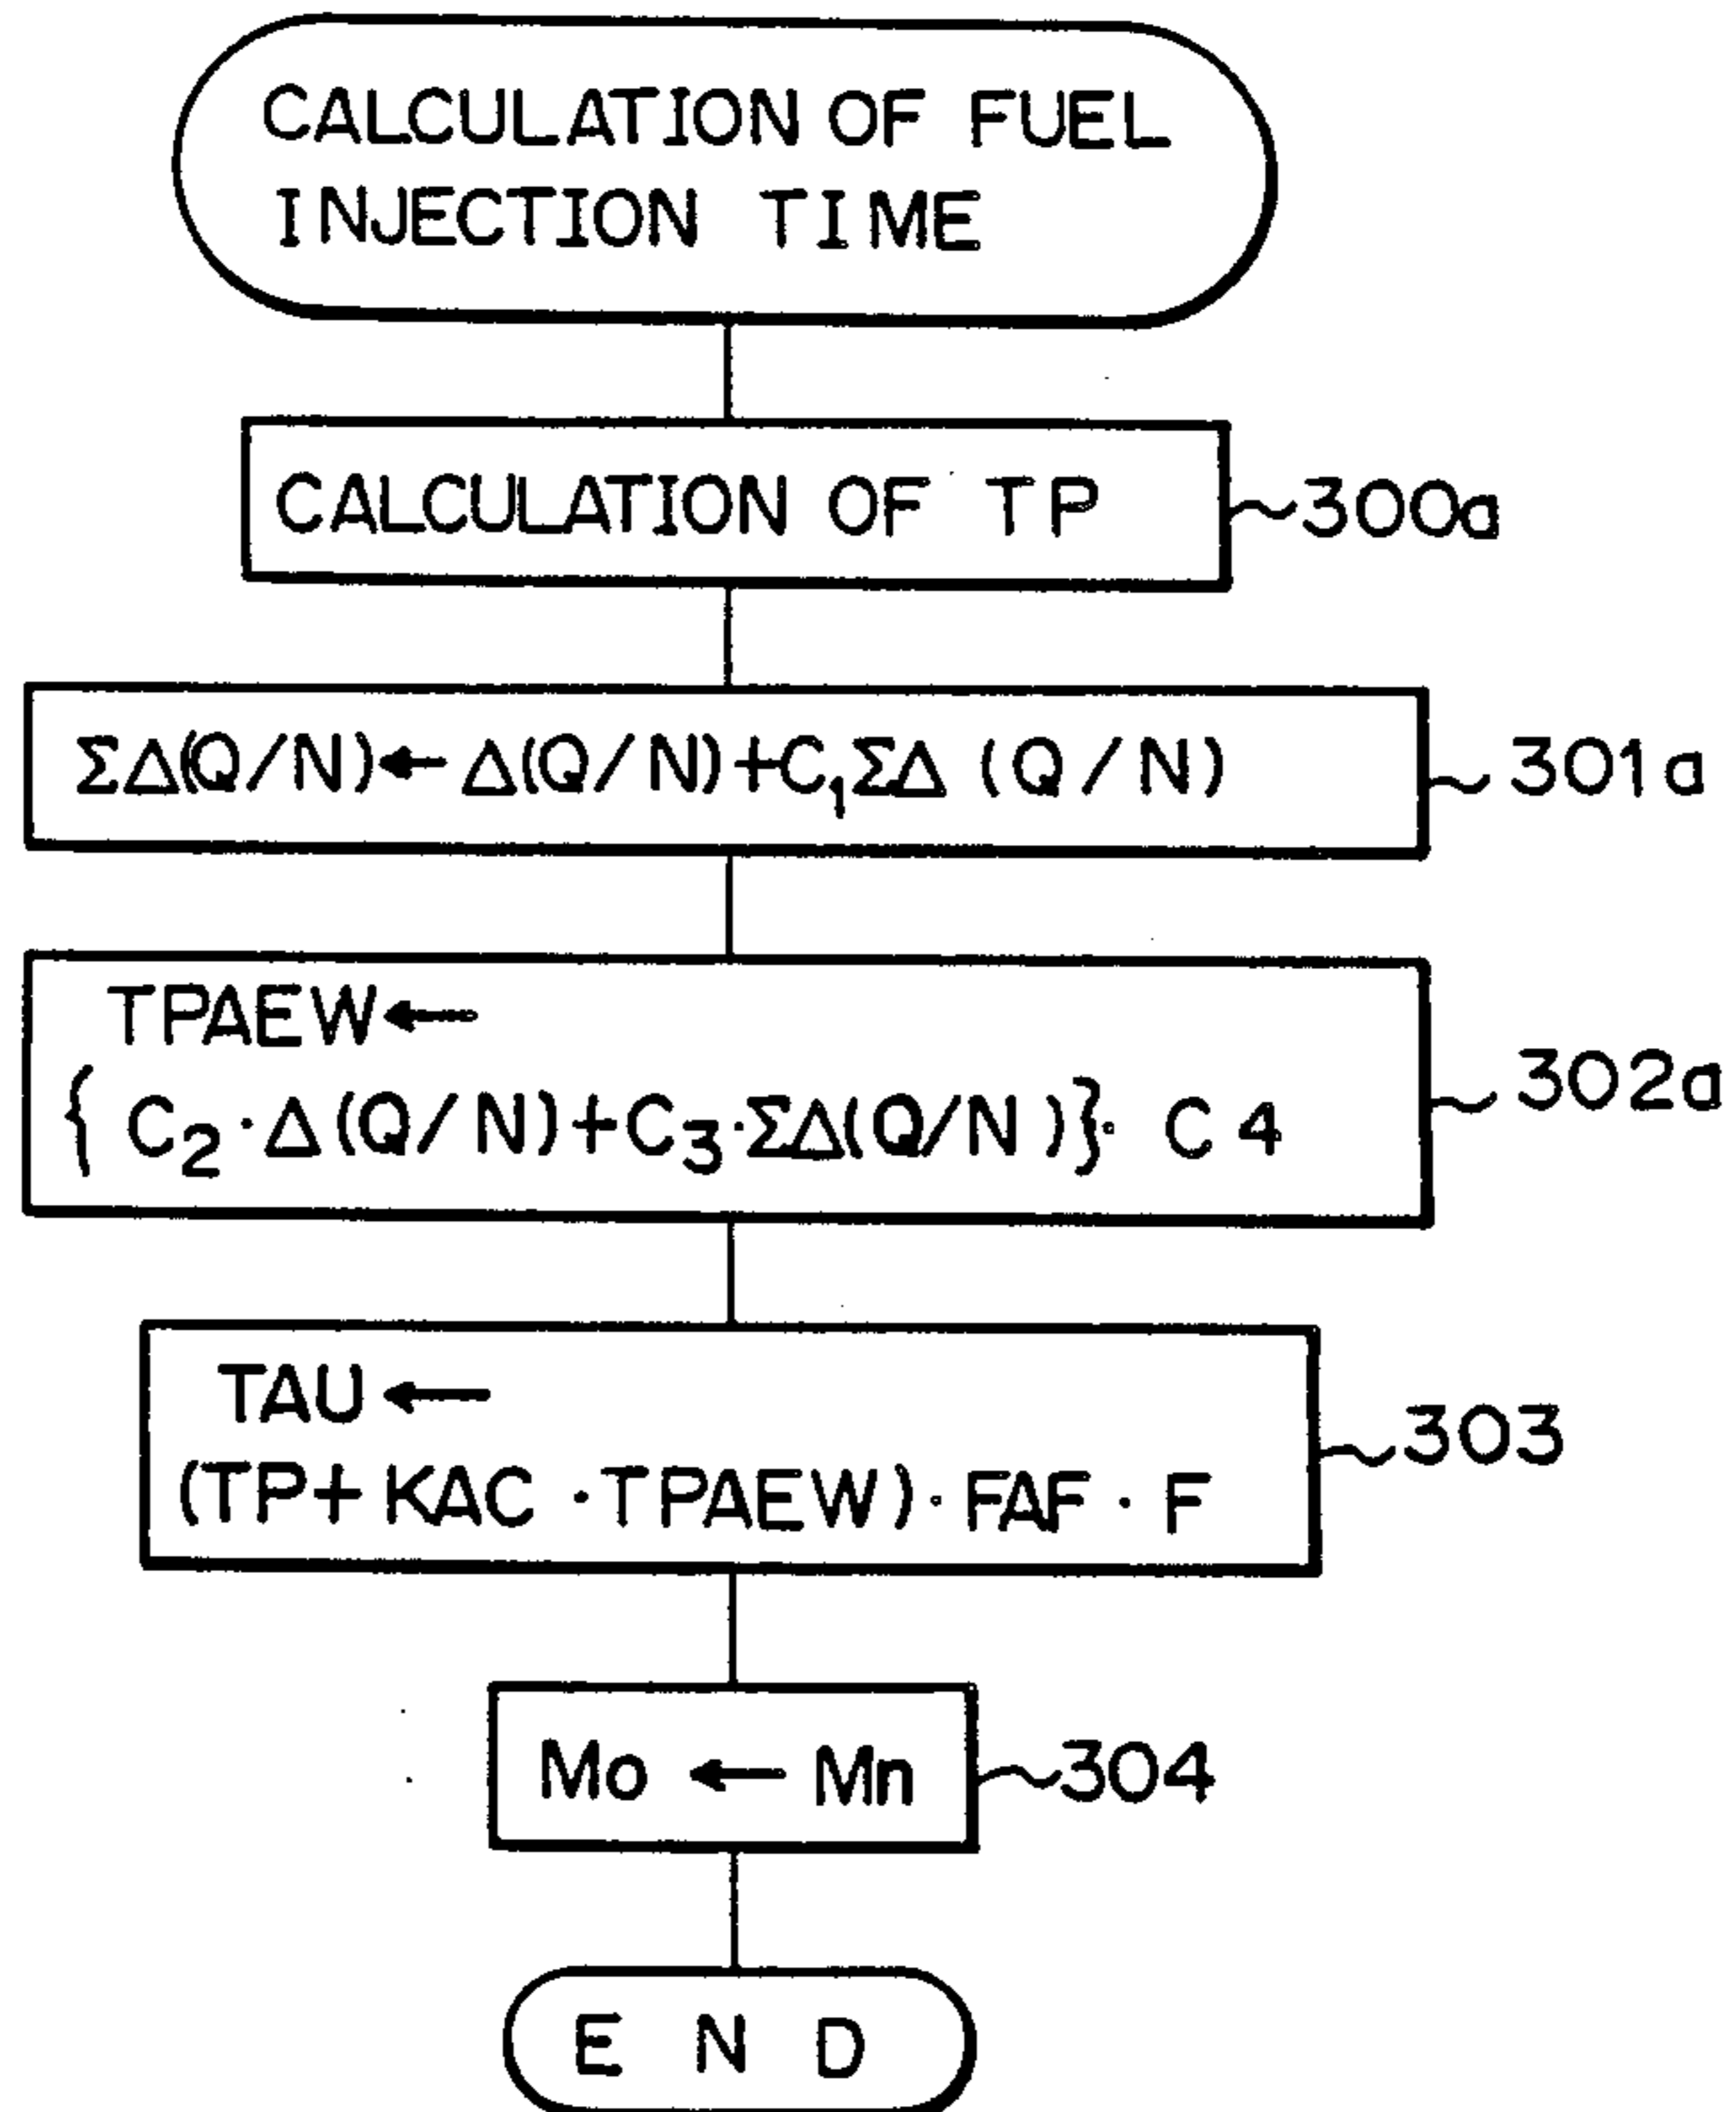 CALCULATION OF FUEL
INJECTION TIME
CALCULATION OF TP
300a
ΣΔ(Q/N)← Δ(Q/N)+C₁ΣΔ (Q/N)
301a
TPAEW←
{ C₂·Δ(Q/N)+C₃·ΣΔ(Q/N)}· C4
302a
TAU←
(TP+KAC·TPAEW)·FAF·F
303
Mo ← Mn
304
END